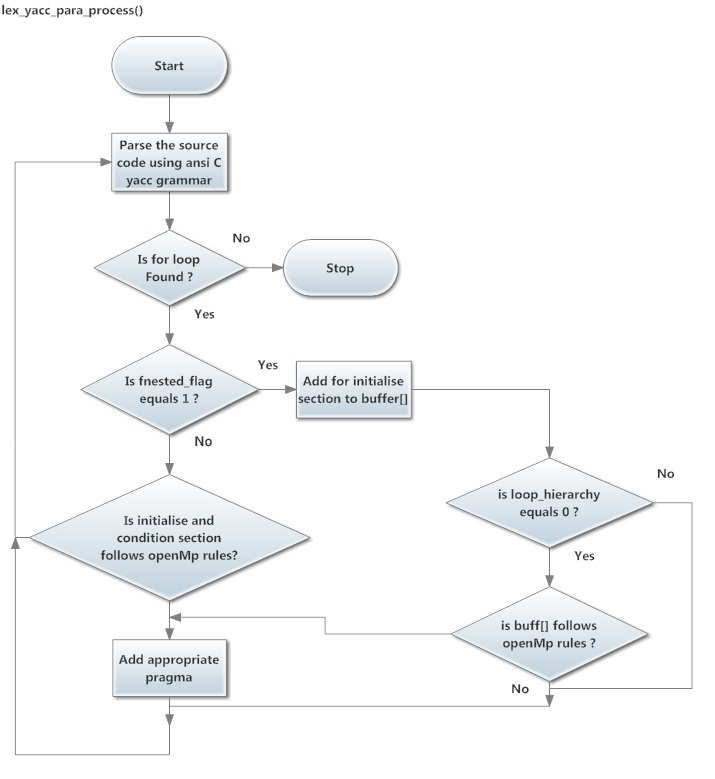 lex_yacc_para_process()
Start
Parse the source
code using ansi C
yacc grammar
Is for loop
Found ?
No
Stop
Yes
Is fnested_flag
equals 1 ?
Yes
Add for initialise
section to buffer[]
No
is loop_hierarchy
equals 0 ?
No
Yes
Is initialise and
condition section
follows openMp rules?
is buff[] follows
openMp rules ?
No
Add appropriate
pragma